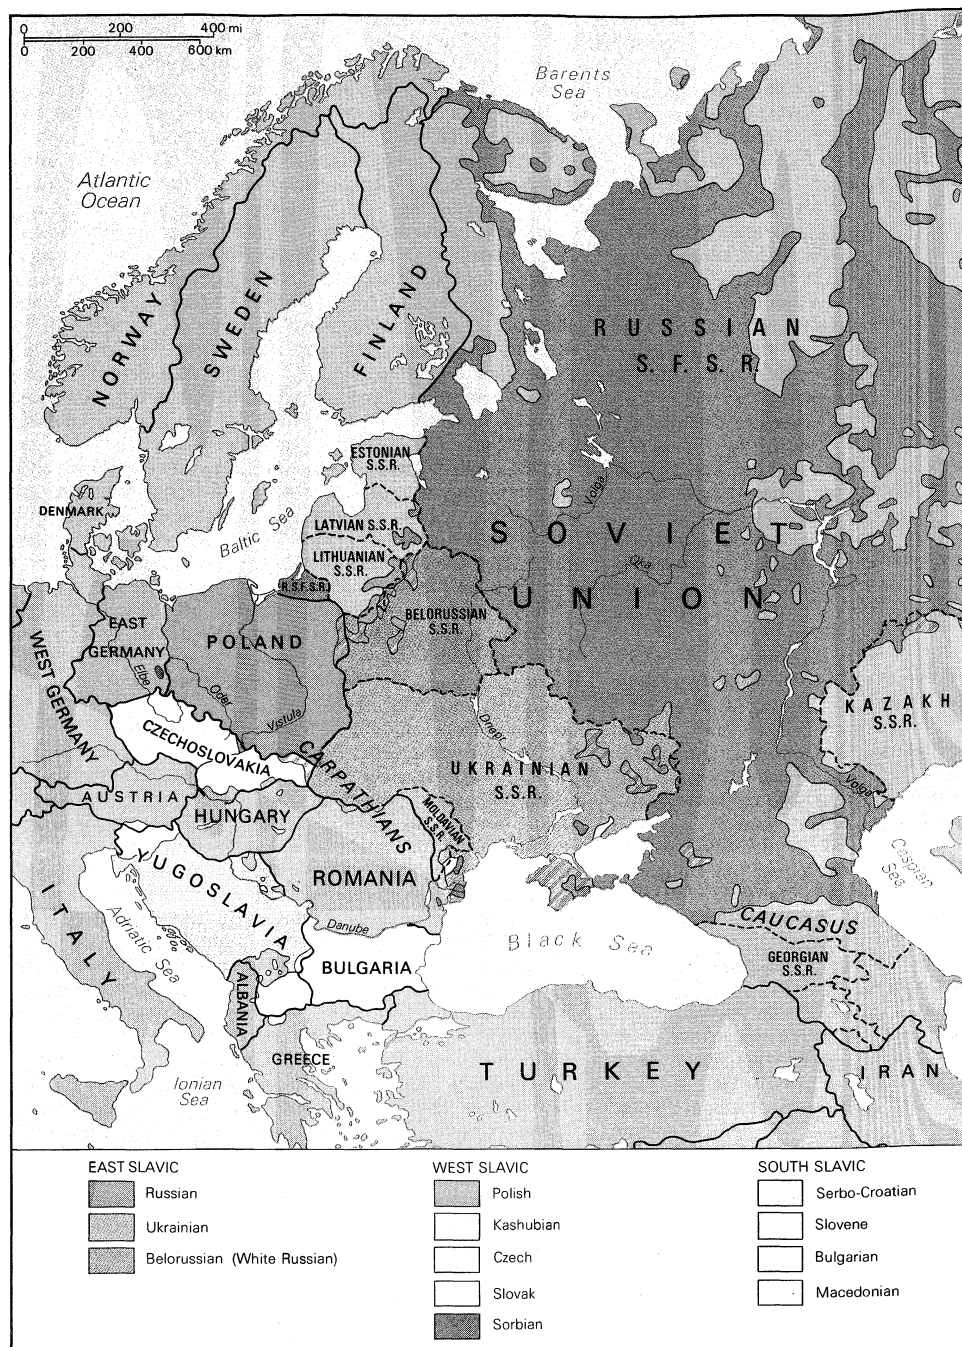 0 200 400 mi
0 200 400 600 km
Barents
Sea
Atlantic
Ocean
NORWAY
SWEDEN
FINLAND
RUSSIAN
S. F. S. R.
ESTONIAN
S.S.R.
DENMARK
Baltic Sea
LATVIAN S.S.R.
LITHUANIAN
S.S.R.
R.S.F.S.R.
Volga
Oka
SOVIET
UNION
BELORUSSIAN
S.S.R.
EAST
GERMANY
WEST GERMANY
POLAND
Elbe
Oder
Vistula
CZECHOSLOVAKIA
CARPATHIANS
Dnepr
UKRAINIAN
S.S.R.
KAZAKH
S.S.R.
Volga
AUSTRIA
HUNGARY
MOLDAVIAN
S.S.R.
YUGOSLAVIA
ROMANIA
Caspian
Sea
ITALY
Adriatic Sea
Danube
Black Sea
CAUCASUS
GEORGIAN
S.S.R.
BULGARIA
ALBANIA
GREECE
TURKEY
IRAN
Ionian
Sea
EAST SLAVIC
Russian
Ukrainian
Belorussian (White Russian)
WEST SLAVIC
Polish
Kashubian
Czech
Slovak
Sorbian
SOUTH SLAVIC
Serbo-Croatian
Slovene
Bulgarian
Macedonian